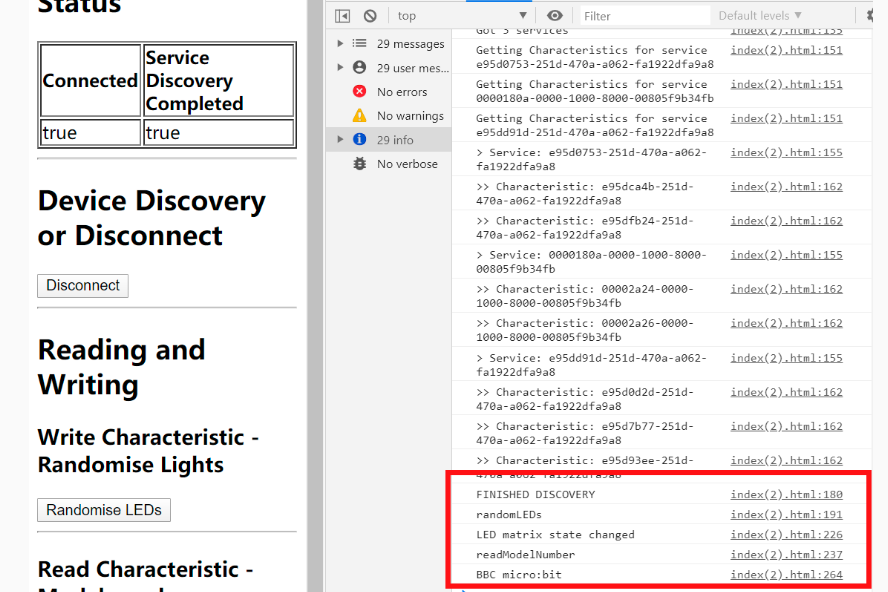 Status
Connected
Service
Discovery
Completed
true
true
Device Discovery
or Disconnect
Disconnect
Reading and
Writing
Write Characteristic -
Randomise Lights
Randomise LEDs
Read Characteristic -
top
Filter
Default levels
29 messages
29 user mes...
No errors
No warnings
29 info
No verbose
Got 3 services index(2).html:135
Getting Characteristics for service index(2).html:151
e95d0753-251d-470a-a062-fa1922dfa9a8
Getting Characteristics for service index(2).html:151
0000180a-0000-1000-8000-00805f9b34fb
Getting Characteristics for service index(2).html:151
e95dd91d-251d-470a-a062-fa1922dfa9a8
> Service: e95d0753-251d-470a-a062- index(2).html:155
fa1922dfa9a8
>> Characteristic: e95dca4b-251d- index(2).html:162
470a-a062-fa1922dfa9a8
>> Characteristic: e95dfb24-251d- index(2).html:162
470a-a062-fa1922dfa9a8
> Service: 0000180a-0000-1000-8000- index(2).html:155
00805f9b34fb
>> Characteristic: 00002a24-0000- index(2).html:162
1000-8000-00805f9b34fb
>> Characteristic: 00002a26-0000- index(2).html:162
1000-8000-00805f9b34fb
> Service: e95dd91d-251d-470a-a062- index(2).html:155
fa1922dfa9a8
>> Characteristic: e95d0d2d-251d- index(2).html:162
470a-a062-fa1922dfa9a8
>> Characteristic: e95d7b77-251d- index(2).html:162
470a-a062-fa1922dfa9a8
>> Characteristic: e95d93ee-251d- index(2).html:162
470a-a062-fa1922dfa9a8
FINISHED DISCOVERY index(2).html:180
randomLEDs index(2).html:191
LED matrix state changed index(2).html:226
readModelNumber index(2).html:237
BBC micro:bit index(2).html:264